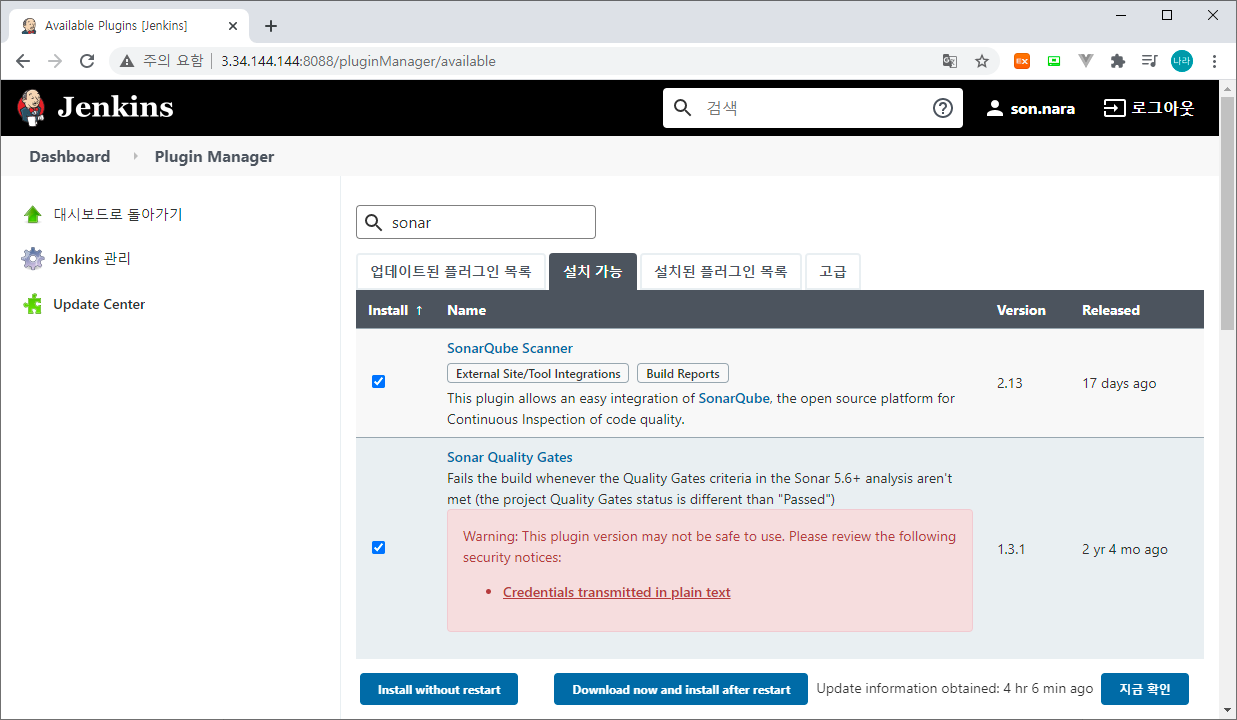 Available Plugins [Jenkins]
주의 요함 3.34.144.144:8088/pluginManager/available
나라
Jenkins
검색
son.nara
로그아웃
Dashboard
Plugin Manager
대시보드로 돌아가기
Jenkins 관리
Update Center
sonar
업데이트된 플러그인 목록
설치 가능
설치된 플러그인 목록
고급
Install ↑ Name Version Released
SonarQube Scanner
External Site/Tool Integrations Build Reports
This plugin allows an easy integration of SonarQube, the open source platform for
Continuous Inspection of code quality.
2.13
17 days ago
Sonar Quality Gates
Fails the build whenever the Quality Gates criteria in the Sonar 5.6+ analysis aren't
met (the project Quality Gates status is different than "Passed")
Warning: This plugin version may not be safe to use. Please review the following
security notices:
• Credentials transmitted in plain text
1.3.1
2 yr 4 mo ago
Install without restart
Download now and install after restart
Update information obtained: 4 hr 6 min ago
지금 확인